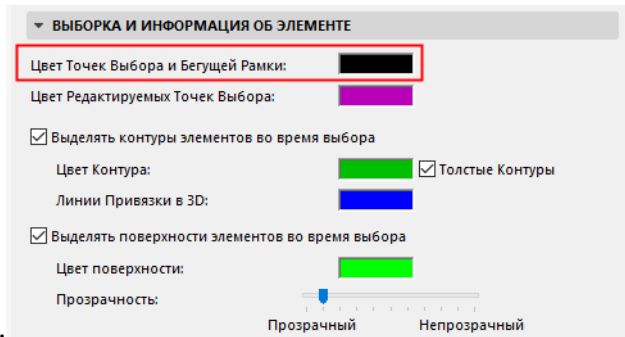 ВЫБОРКА И ИНФОРМАЦИЯ ОБ ЭЛЕМЕНТЕ
Цвет Точек Выбора и Бегущей Рамки:
Цвет Редактируемых Точек Выбора:
Выделять контуры элементов во время выбора
Цвет Контура: Толстые Контуры
Линии Привязки в 3D:
Выделять поверхности элементов во время выбора
Цвет поверхности:
Прозрачность:
Прозрачный Непрозрачный
.